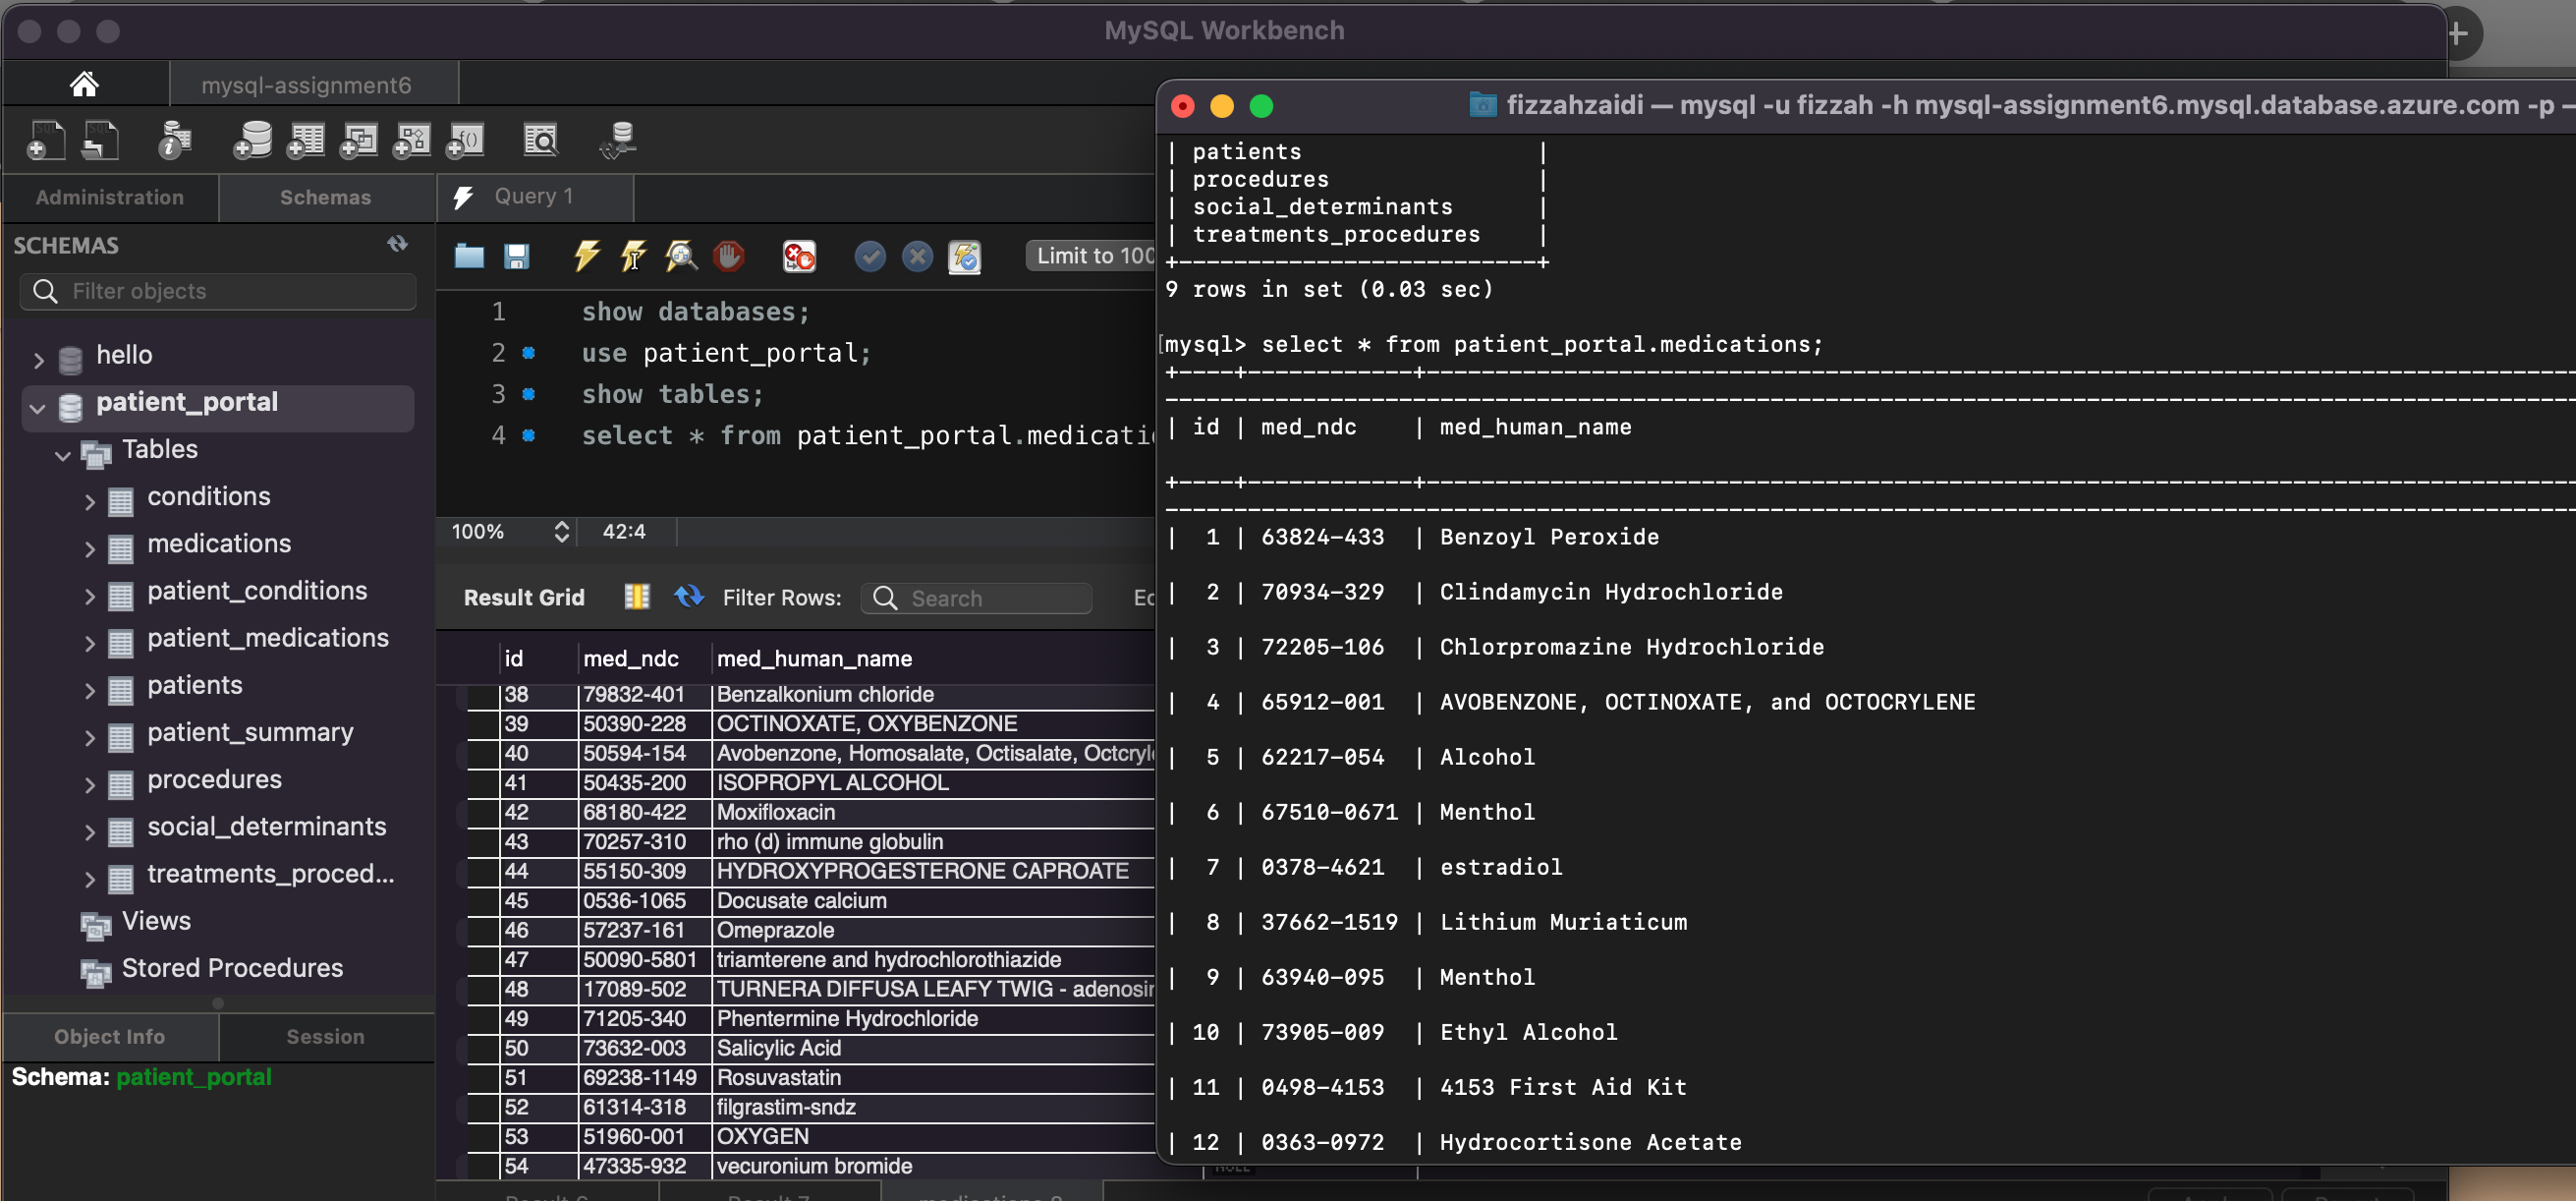 MySQL Workbench
mysql-assignment6
Administration
Schemas
SCHEMAS
Filter objects
hello
patient_portal
Tables
conditions
medications
patient_conditions
patient_medications
patients
patient_summary
procedures
social_determinants
treatments_proced...
Views
Stored Procedures
Object Info
Session
Schema: patient_portal
Query 1
Limit to 100
1 show databases;
2 use patient_portal;
3 show tables;
4 select * from patient_portal.medicati
100% 42:4
Result Grid Filter Rows: Search
id med_ndc med_human_name
38 79832-401 Benzalkonium chloride
39 50390-228 OCTINOXATE, OXYBENZONE
40 50594-154 Avobenzone, Homosalate, Octisalate, Octcryle
41 50435-200 ISOPROPYL ALCOHOL
42 68180-422 Moxifloxacin
43 70257-310 rho (d) immune globulin
44 55150-309 HYDROXYPROGESTERONE CAPROATE
45 0536-1065 Docusate calcium
46 57237-161 Omeprazole
47 50090-5801 triamterene and hydrochlorothiazide
48 17089-502 TURNERA DIFFUSA LEAFY TWIG - adenosin
49 71205-340 Phentermine Hydrochloride
50 73632-003 Salicylic Acid
51 69238-1149 Rosuvastatin
52 61314-318 filgrastim-sndz
53 51960-001 OXYGEN
54 47335-932 vecuronium bromide
fizzahzaidi — mysql -u fizzah -h mysql-assignment6.mysql.database.azure.com -p —
| patients |
| procedures |
| social_determinants |
| treatments_procedures |
+---------------------------+
9 rows in set (0.03 sec)
[mysql> select * from patient_portal.medications;
| id | med_ndc | med_human_name
| 1 | 63824-433 | Benzoyl Peroxide
| 2 | 70934-329 | Clindamycin Hydrochloride
| 3 | 72205-106 | Chlorpromazine Hydrochloride
| 4 | 65912-001 | AVOBENZONE, OCTINOXATE, and OCTOCRYLENE
| 5 | 62217-054 | Alcohol
| 6 | 67510-0671 | Menthol
| 7 | 0378-4621 | estradiol
| 8 | 37662-1519 | Lithium Muriaticum
| 9 | 63940-095 | Menthol
| 10 | 73905-009 | Ethyl Alcohol
| 11 | 0498-4153 | 4153 First Aid Kit
| 12 | 0363-0972 | Hydrocortisone Acetate